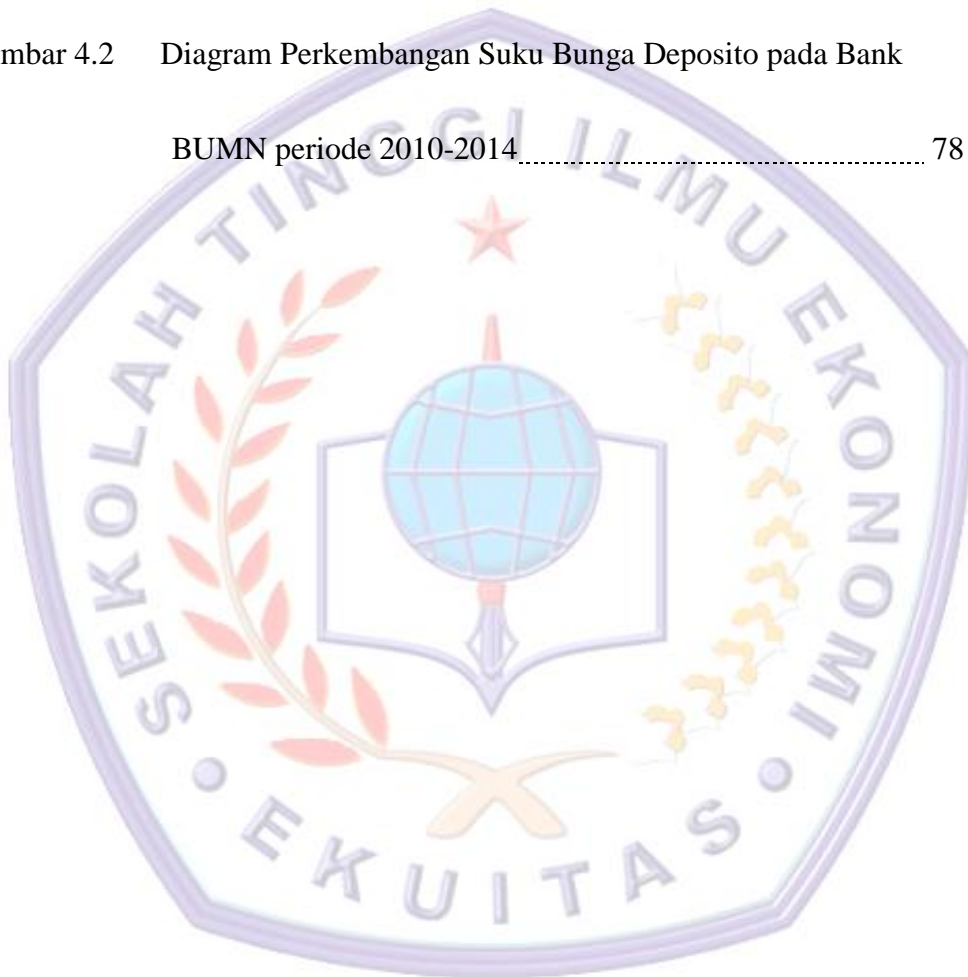 mbar 4.2 Diagram Perkembangan Suku Bunga Deposito pada Bank
BUMN periode 2010-2014 78
SEKOLAH TINGGI ILMU EKONOMI
• EKUITAS •